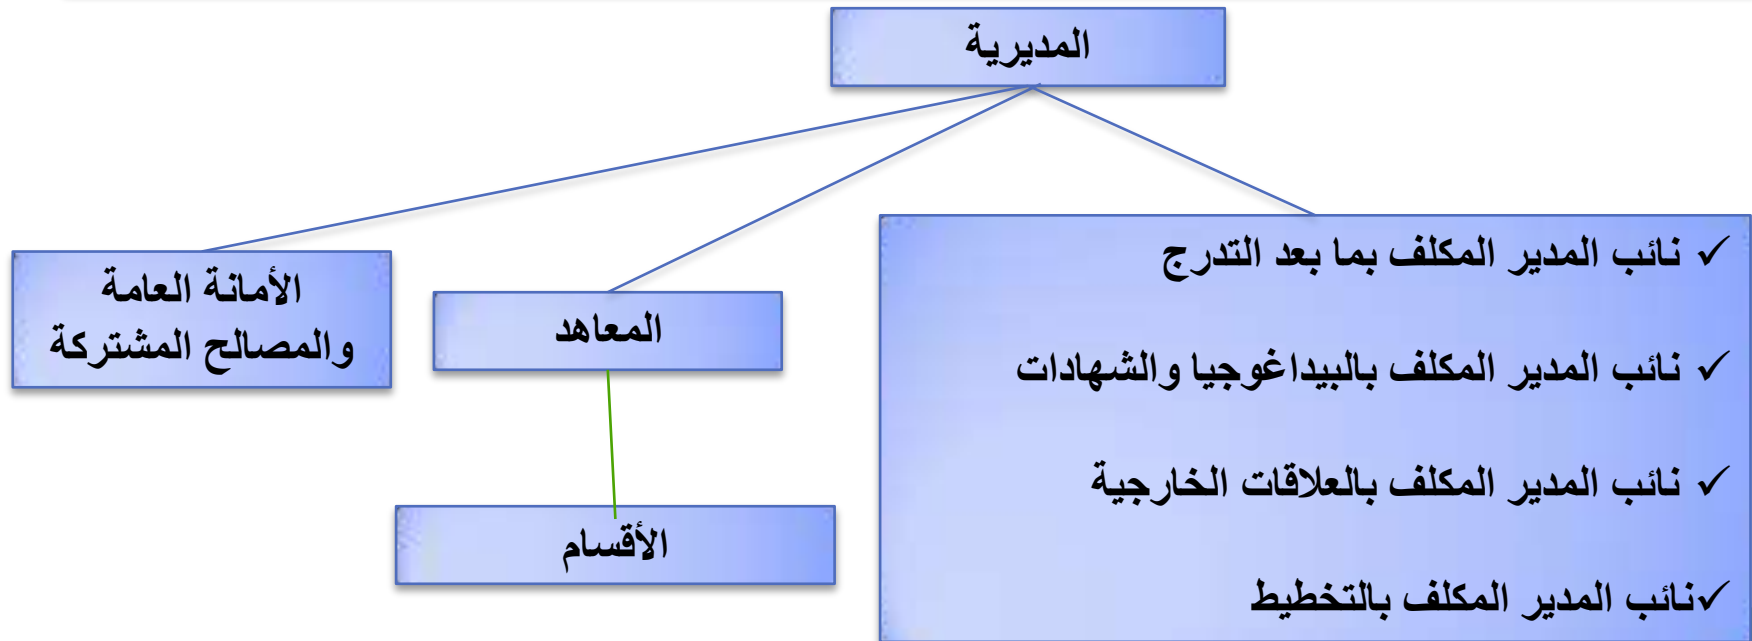 المديرية
✓ نائب المدير المكلف بما بعد التدرج
✓ نائب المدير المكلف بالبيداغوجيا والشهادات
✓ نائب المدير المكلف بالعلاقات الخارجية
✓نائب المدير المكلف بالتخطيط
المعاهد
الأقسام
الأمانة العامة
والمصالح المشتركة